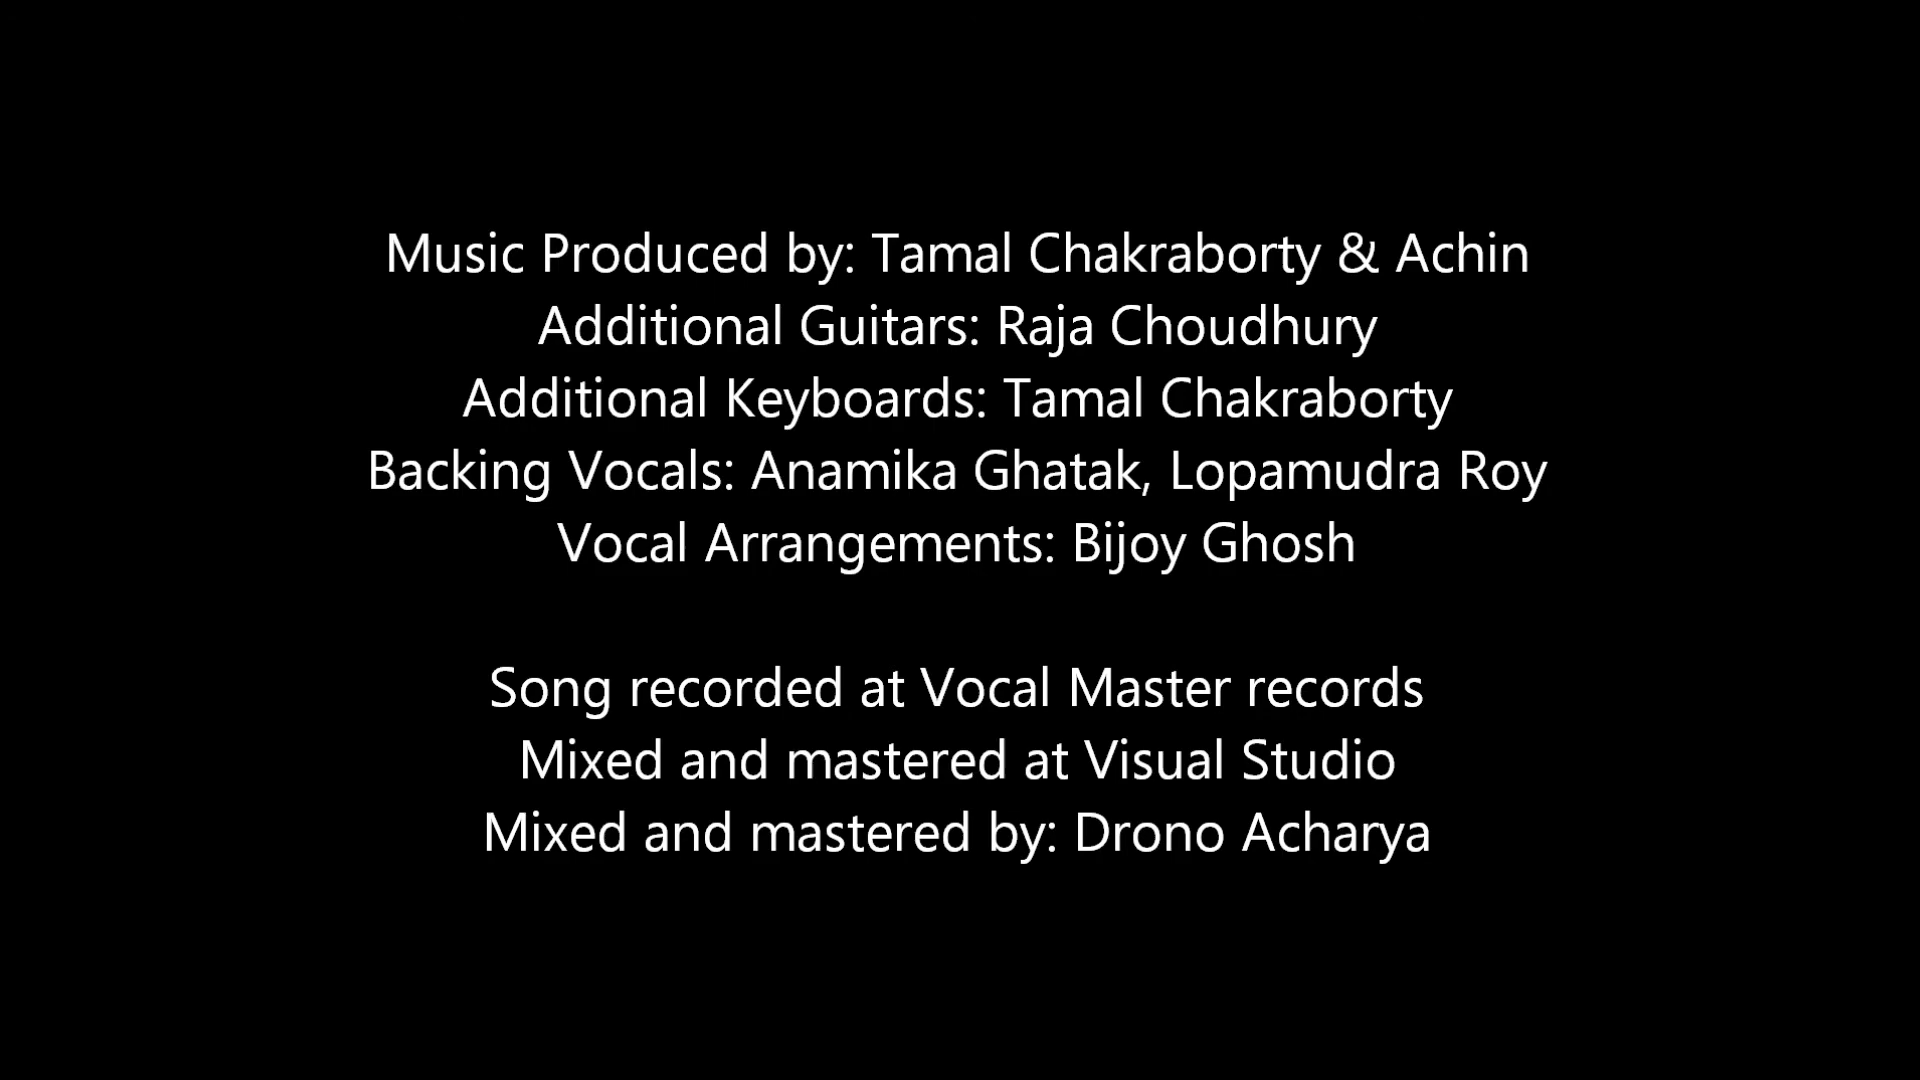 Music Produced by: Tamal Chakraborty & Achin
Additional Guitars: Raja Choudhury
Additional Keyboards: Tamal Chakraborty
Backing Vocals: Anamika Ghatak, Lopamudra Roy
Vocal Arrangements: Bijoy Ghosh
Song recorded at Vocal Master records
Mixed and mastered at Visual Studio
Mixed and mastered by: Drono Acharya